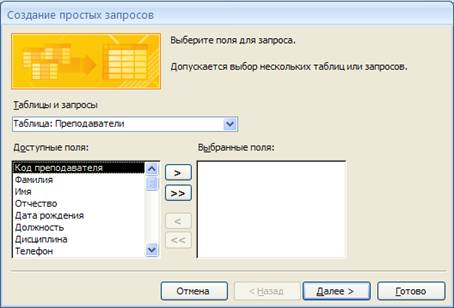 Создание простых запросов
Выберите поля для запроса.
Допускается выбор нескольких таблиц или запросов.
Таблицы и запросы
Таблица: Преподаватели
Доступные поля:
Выбранные поля:
Код преподавателя
Фамилия
Имя
Отчество
Дата рождения
Должность
Дисциплина
Телефон
>
>>
<
<<
Отмена
< Назад
Далее >
Готово